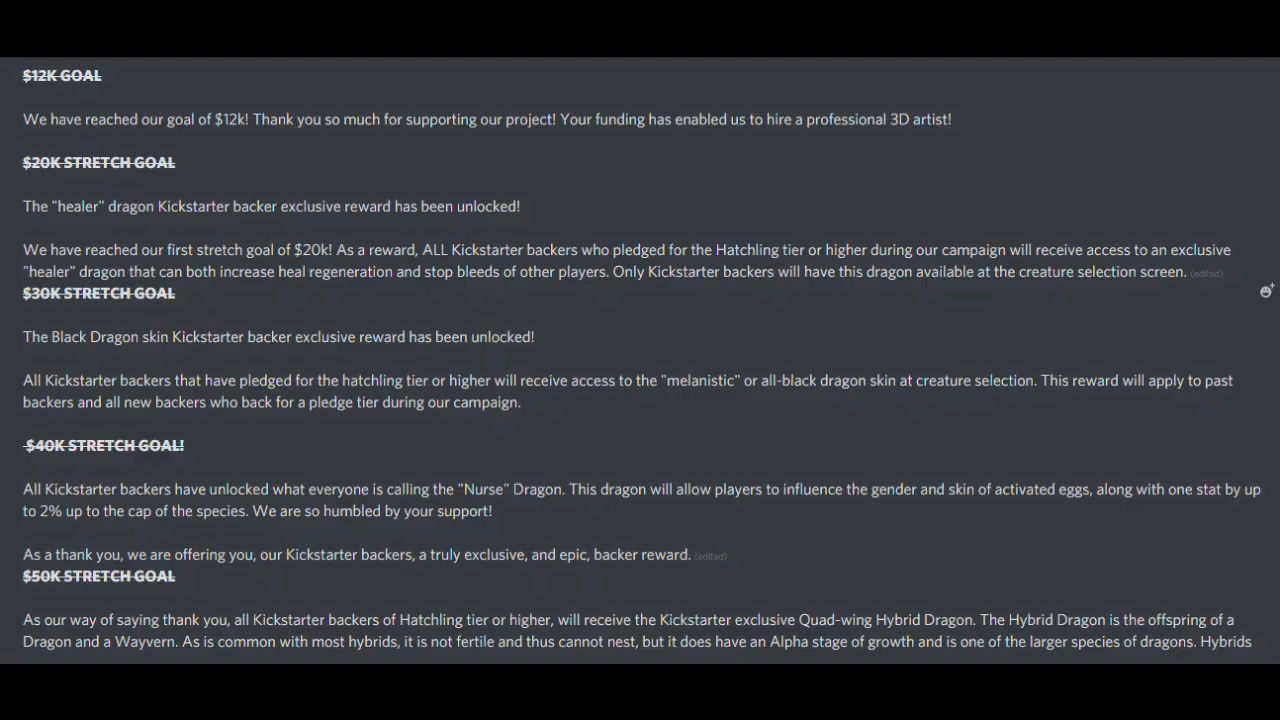 $12K GOAL
We have reached our goal of $12k! Thank you so much for supporting our project! Your funding has enabled us to hire a professional 3D artist!
$20K STRETCH GOAL
The "healer" dragon Kickstarter backer exclusive reward has been unlocked!
We have reached our first stretch goal of $20k! As a reward, ALL Kickstarter backers who pledged for the Hatchling tier or higher during our campaign will receive access to an exclusive
"healer" dragon that can both increase heal regeneration and stop bleeds of other players. Only Kickstarter backers will have this dragon available at the creature selection screen. (edited)
$30K STRETCH GOAL
The Black Dragon skin Kickstarter backer exclusive reward has been unlocked!
All Kickstarter backers that have pledged for the hatchling tier or higher will receive access to the "melanistic" or all-black dragon skin at creature selection. This reward will apply to past
backers and all new backers who back for a pledge tier during our campaign.
$40K STRETCH GOAL!
All Kickstarter backers have unlocked what everyone is calling the "Nurse" Dragon. This dragon will allow players to influence the gender and skin of activated eggs, along with one stat by up
to 2% up to the cap of the species. We are so humbled by your support!
As a thank you, we are offering you, our Kickstarter backers, a truly exclusive, and epic, backer reward. (edited)
$50K STRETCH GOAL
As our way of saying thank you, all Kickstarter backers of Hatchling tier or higher, will receive the Kickstarter exclusive Quad-wing Hybrid Dragon. The Hybrid Dragon is the offspring of a
Dragon and a Wayvern. As is common with most hybrids, it is not fertile and thus cannot nest, but it does have an Alpha stage of growth and is one of the larger species of dragons. Hybrids